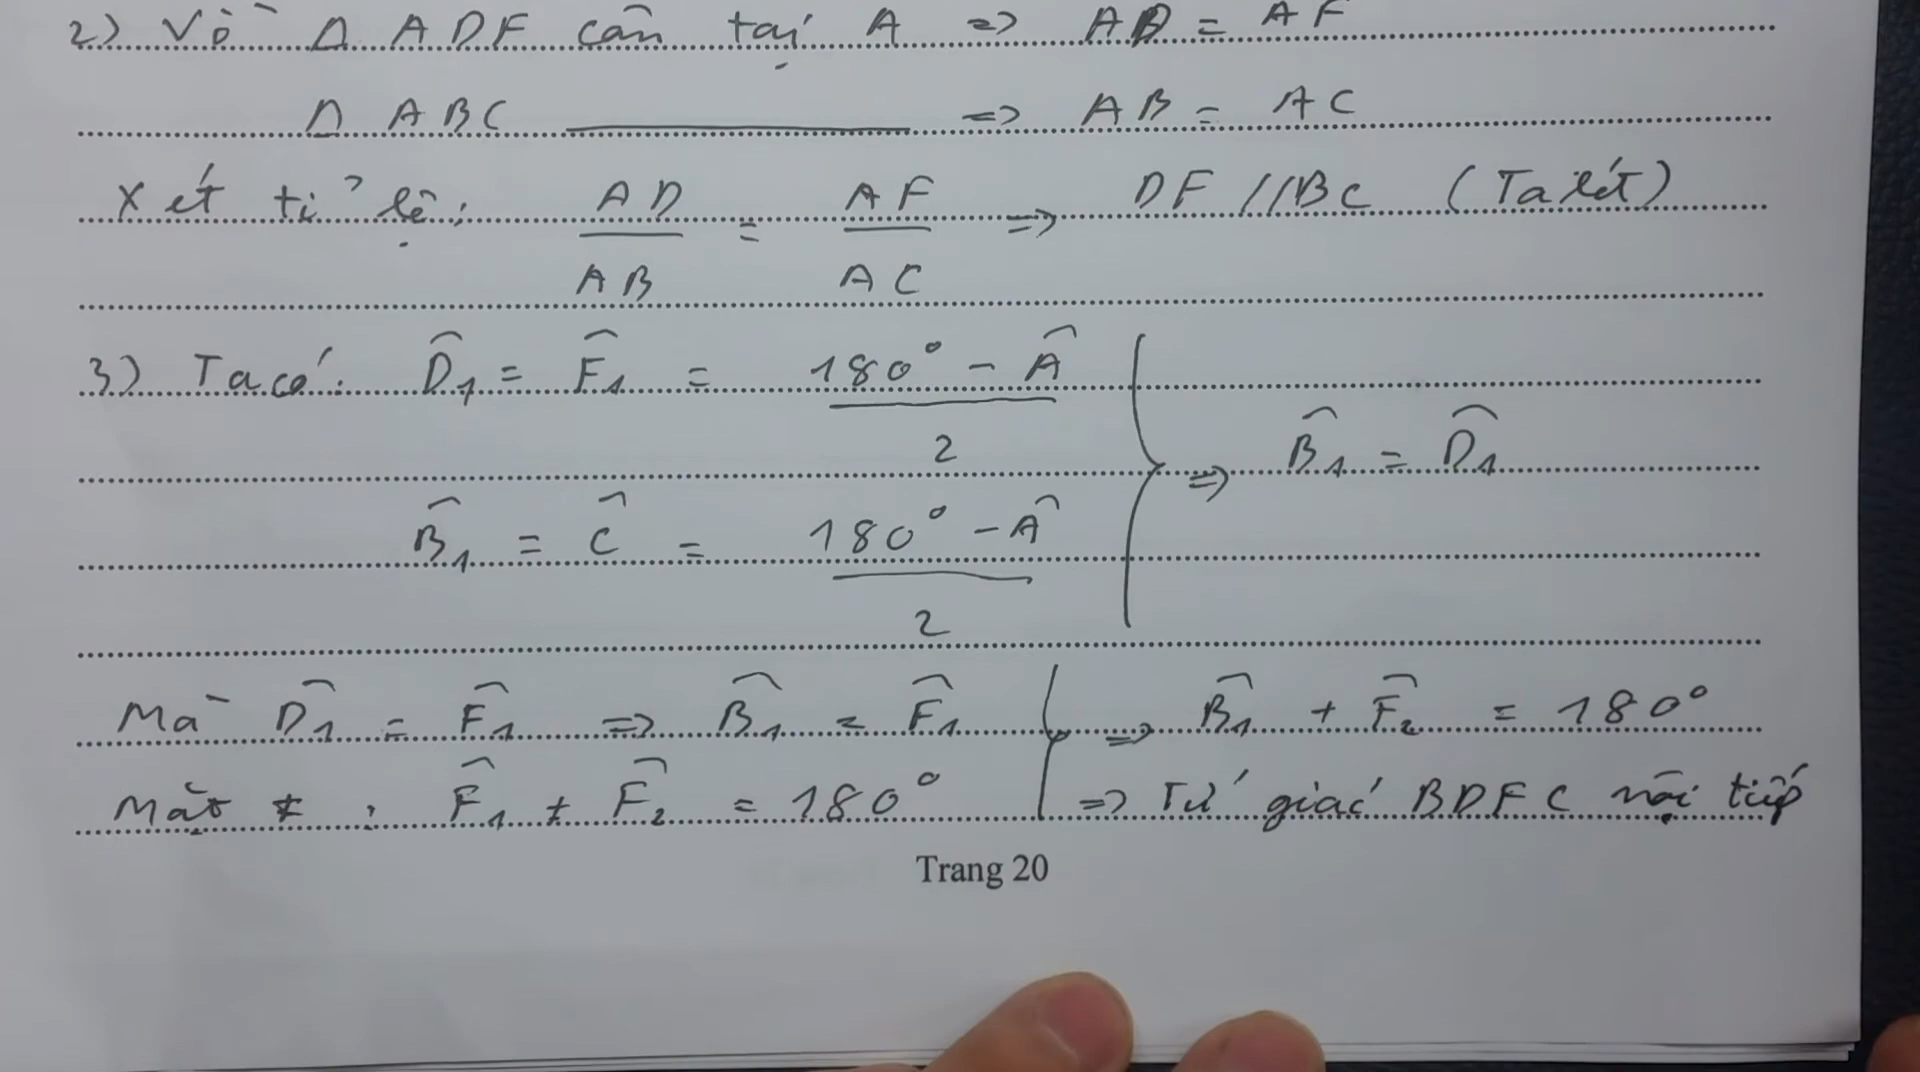 2) Vì Δ ADF cân tại A => AD = AF
Δ ABC ———— => AB = AC
Xét tỉ lệ: AD/AB = AF/AC => DF // BC (Ta lét)
3) Ta có: D̂₁ = F̂₁ = (180° - Â)/2
B̂₁ = Ĉ = (180° - Â)/2 } => B̂₁ = D̂₁
Mà D̂₁ = F̂₁ => B̂₁ = F̂₁ } => B̂₁ + F̂₂ = 180°
Mặt ≠ : F̂₁ + F̂₂ = 180° => Tứ giác BDFC nội tiếp
Trang 20